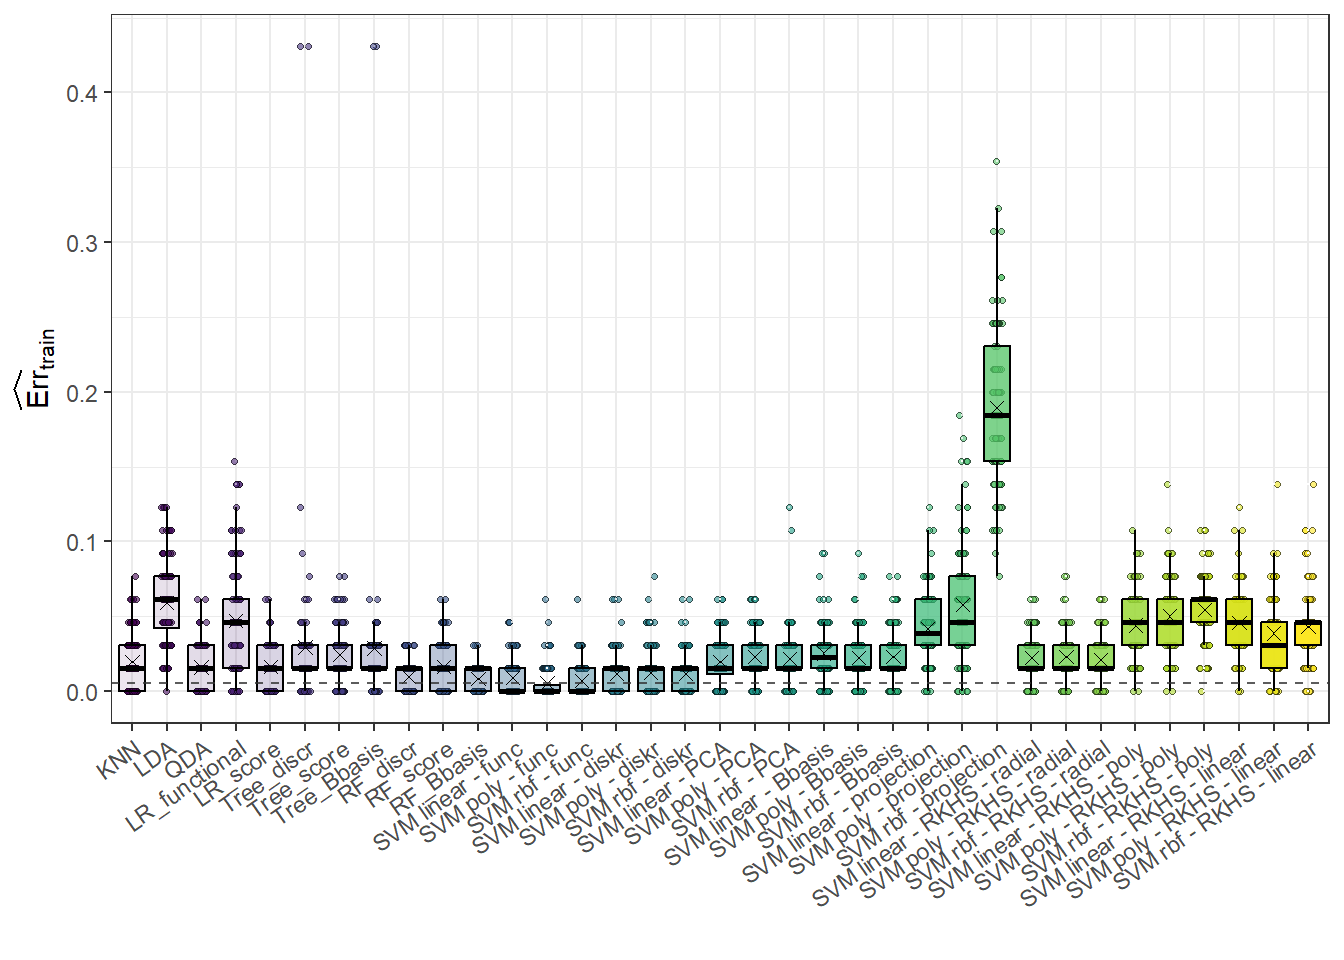 0.4
0.3
0.2
0.1
0.0
Êrr train
KNN
LDA
QDA
LR_functional
LR_score
Tree_discr
Tree_score
Tree_Bbasis
RF_discr
RF_score
RF_Bbasis
SVM linear - func
SVM poly - func
SVM rbf - func
SVM linear - diskr
SVM poly - diskr
SVM rbf - diskr
SVM linear - PCA
SVM poly - PCA
SVM rbf - PCA
SVM linear - Bbasis
SVM poly - Bbasis
SVM rbf - Bbasis
SVM linear - projection
SVM poly - projection
SVM rbf - projection
SVM linear - RKHS - radial
SVM poly - RKHS - radial
SVM rbf - RKHS - radial
SVM linear - RKHS - poly
SVM poly - RKHS - poly
SVM rbf - RKHS - poly
SVM linear - RKHS - linear
SVM poly - RKHS - linear
SVM rbf - RKHS - linear